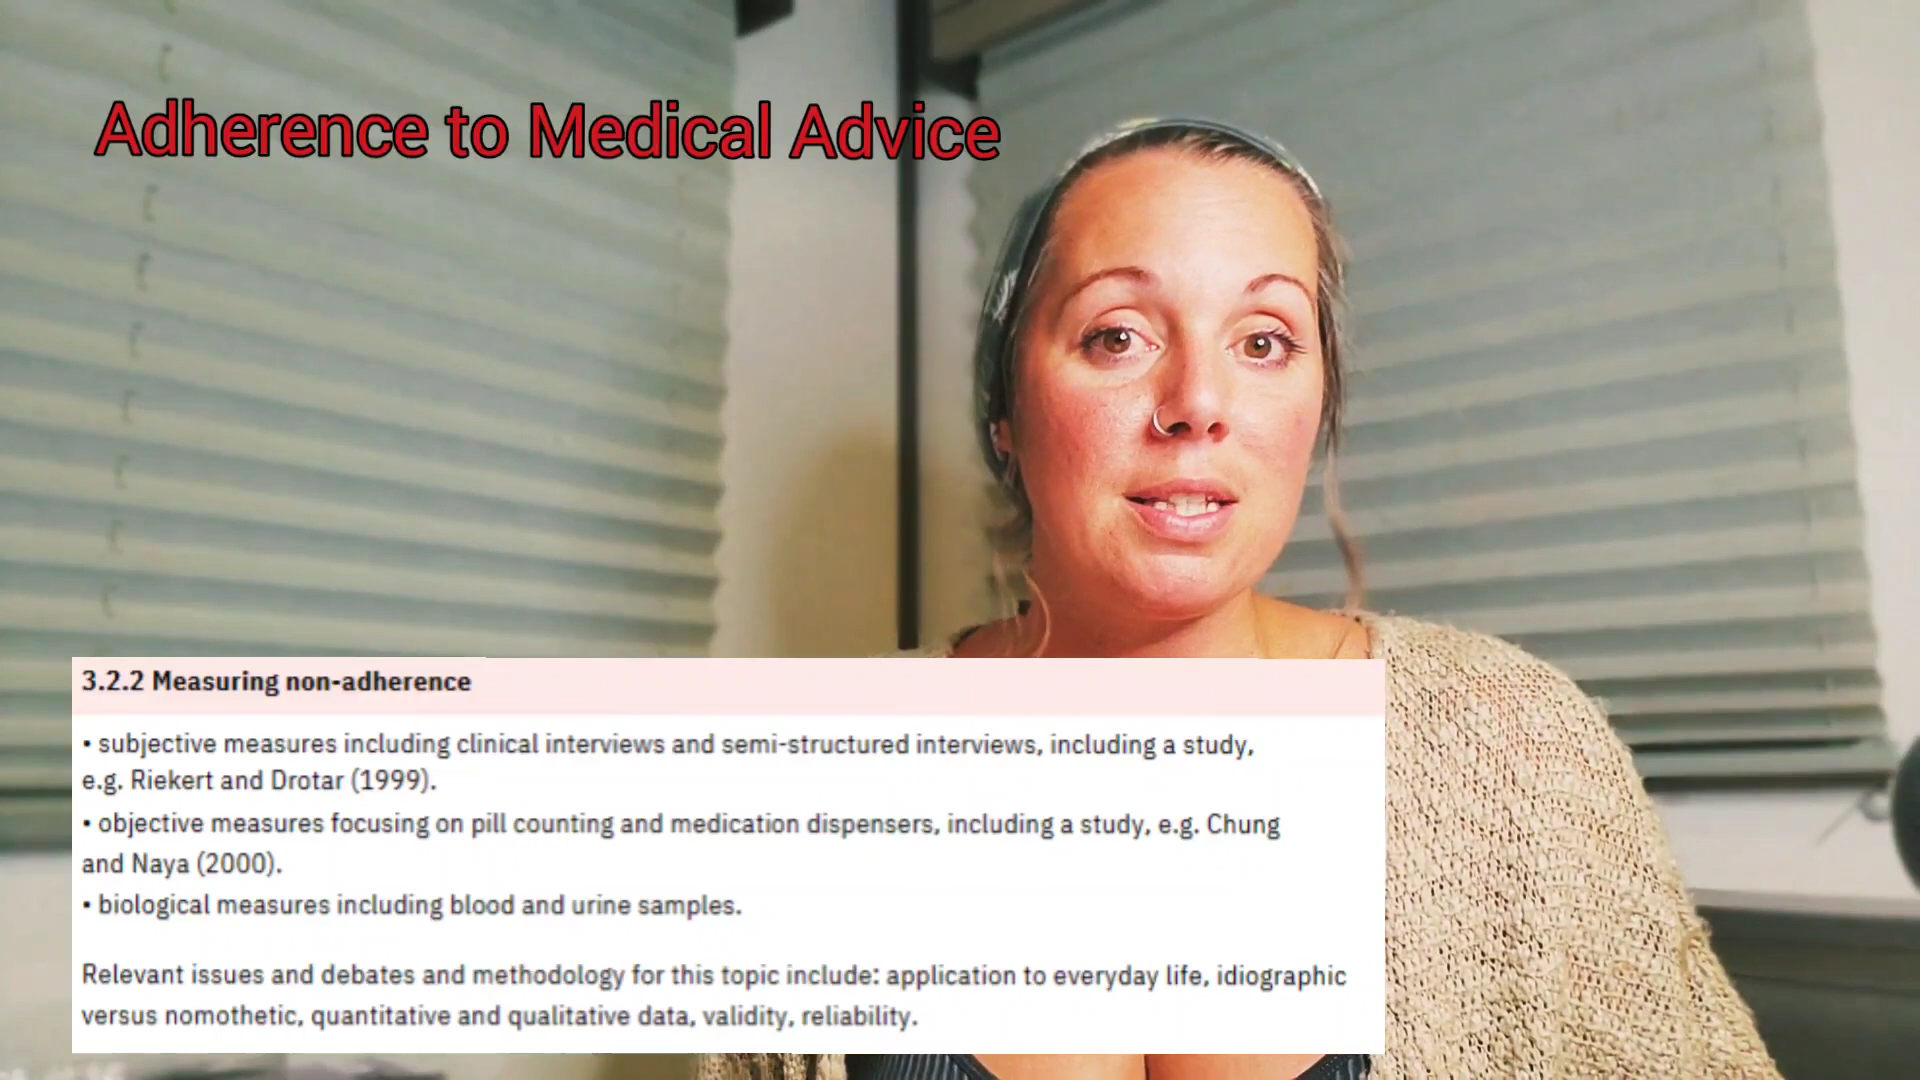 Adherence to Medical Advice
3.2.2 Measuring non-adherence
• subjective measures including clinical interviews and semi-structured interviews, including a study,
e.g. Riekert and Drotar (1999).
• objective measures focusing on pill counting and medication dispensers, including a study, e.g. Chung
and Naya (2000).
• biological measures including blood and urine samples.
Relevant issues and debates and methodology for this topic include: application to everyday life, idiographic
versus nomothetic, quantitative and qualitative data, validity, reliability.